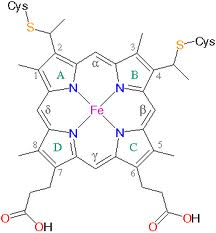 Cys
S
2 α 3
S
Cys
1 A B 4
N N
δ Fe β
N N
8 D C 5
7 γ 6
O OH O OH